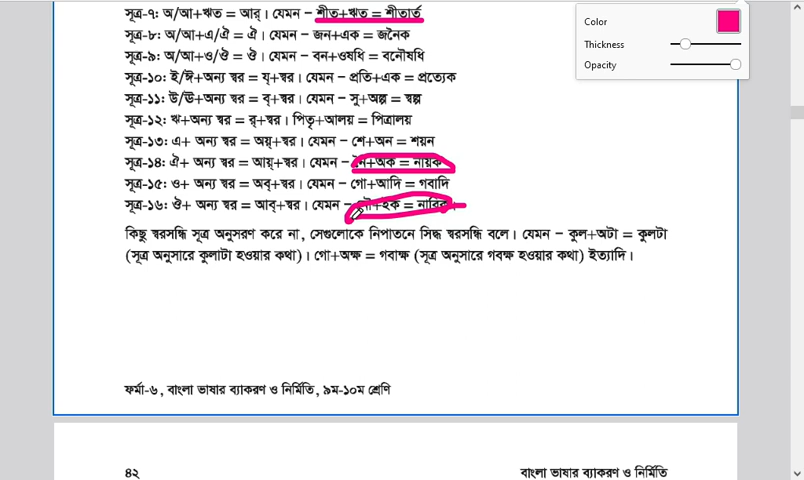 সূত্র-৭: অ/আ+ঋত = আর্। যেমন – শীত+ঋত = শীতার্ত
সূত্র-৮: অ/আ+এ/ঐ = ঐ। যেমন – জন+এক = জনৈক
সূত্র-৯: অ/আ+ও/ঔ = ঔ। যেমন – বন+ওষধি = বনৌষধি
সূত্র-১০: ই/ঈ+অন্য স্বর = য্+স্বর। যেমন – প্রতি+এক = প্রত্যেক
সূত্র-১১: উ/ঊ+অন্য স্বর = ব্+স্বর। যেমন – সু+অল্প = স্বল্প
সূত্র-১২: ঋ+অন্য স্বর = র্+স্বর। পিতৃ+আলয় = পিত্রালয়
সূত্র-১৩: এ+ অন্য স্বর = অয়্+স্বর। যেমন – শে+অন = শয়ন
সূত্র-১৪: ঐ+ অন্য স্বর = আয়্+স্বর। যেমন – নৈ+অক = নায়ক
সূত্র-১৫: ও+ অন্য স্বর = অব্+স্বর। যেমন – গো+আদি = গবাদি
সূত্র-১৬: ঔ+ অন্য স্বর = আব্+স্বর। যেমন –
কিছু স্বরসন্ধি সূত্র অনুসরণ করে না, সেগুলোকে নিপাতনে সিদ্ধ স্বরসন্ধি বলে। যেমন – কুল+অটা = কুলটা
(সূত্র অনুসারে কুলাটা হওয়ার কথা)। গো+অক্ষ = গবাক্ষ (সূত্র অনুসারে গবক্ষ হওয়ার কথা) ইত্যাদি।
ফর্মা-৬, বাংলা ভাষার ব্যাকরণ ও নির্মিতি, ৯ম-১০ম শ্রেণি
৪২ বাংলা ভাষার ব্যাকরণ ও নির্মিতি
Color
Thickness
Opacity